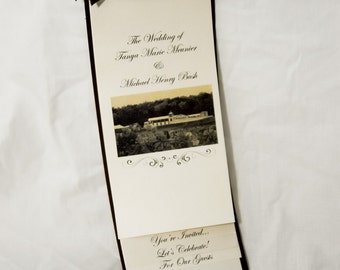 The Wedding of
Tanya Marie Meunier
&
Michael Henry Bush
You're Invited...
Let's Celebrate!
For Our Guests